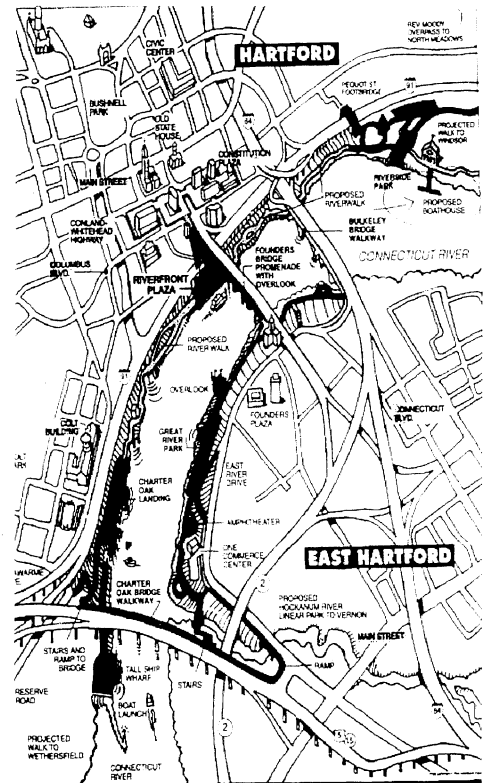 REV. MOODY
OVERPASS TO
NORTH MEADOWS
CIVIC
CENTER
HARTFORD
PEQUOT ST.
FOOTBRIDGE
91
BUSHNELL
PARK
OLD
STATE
HOUSE
84
PROJECTED
WALK TO
WINDSOR
CONSTITUTION
PLAZA
MAIN STREET
RIVERSIDE
PARK
PROPOSED
RIVERWALK
PROPOSED
BOATHOUSE
CONLAND-
WHITEHEAD
HIGHWAY
BULKELEY
BRIDGE
WALKWAY
COLUMBUS
BLVD.
FOUNDERS
BRIDGE
PROMENADE
WITH
OVERLOOK
CONNECTICUT RIVER
RIVERFRONT
PLAZA
PROPOSED
RIVER WALK
91
OVERLOOK
COLT
BUILDING
FOUNDERS
PLAZA
CONNECTICUT
BLVD.
GREAT
RIVER
PARK
CHARTER
OAK
LANDING
EAST
RIVER
DRIVE
AMPHITHEATER
ONE
COMMERCE
CENTER
EAST HARTFORD
CHARTER
OAK BRIDGE
WALKWAY
2
PROPOSED
HOCKANUM RIVER
LINEAR PARK TO VERNON
MAIN STREET
STAIRS AND
RAMP TO
BRIDGE
TALL SHIP
WHARF
STAIRS
RAMP
RESERVE
ROAD
BOAT
LAUNCH
84
2
5
15
PROJECTED
WALK TO
WETHERSFIELD
CONNECTICUT
RIVER